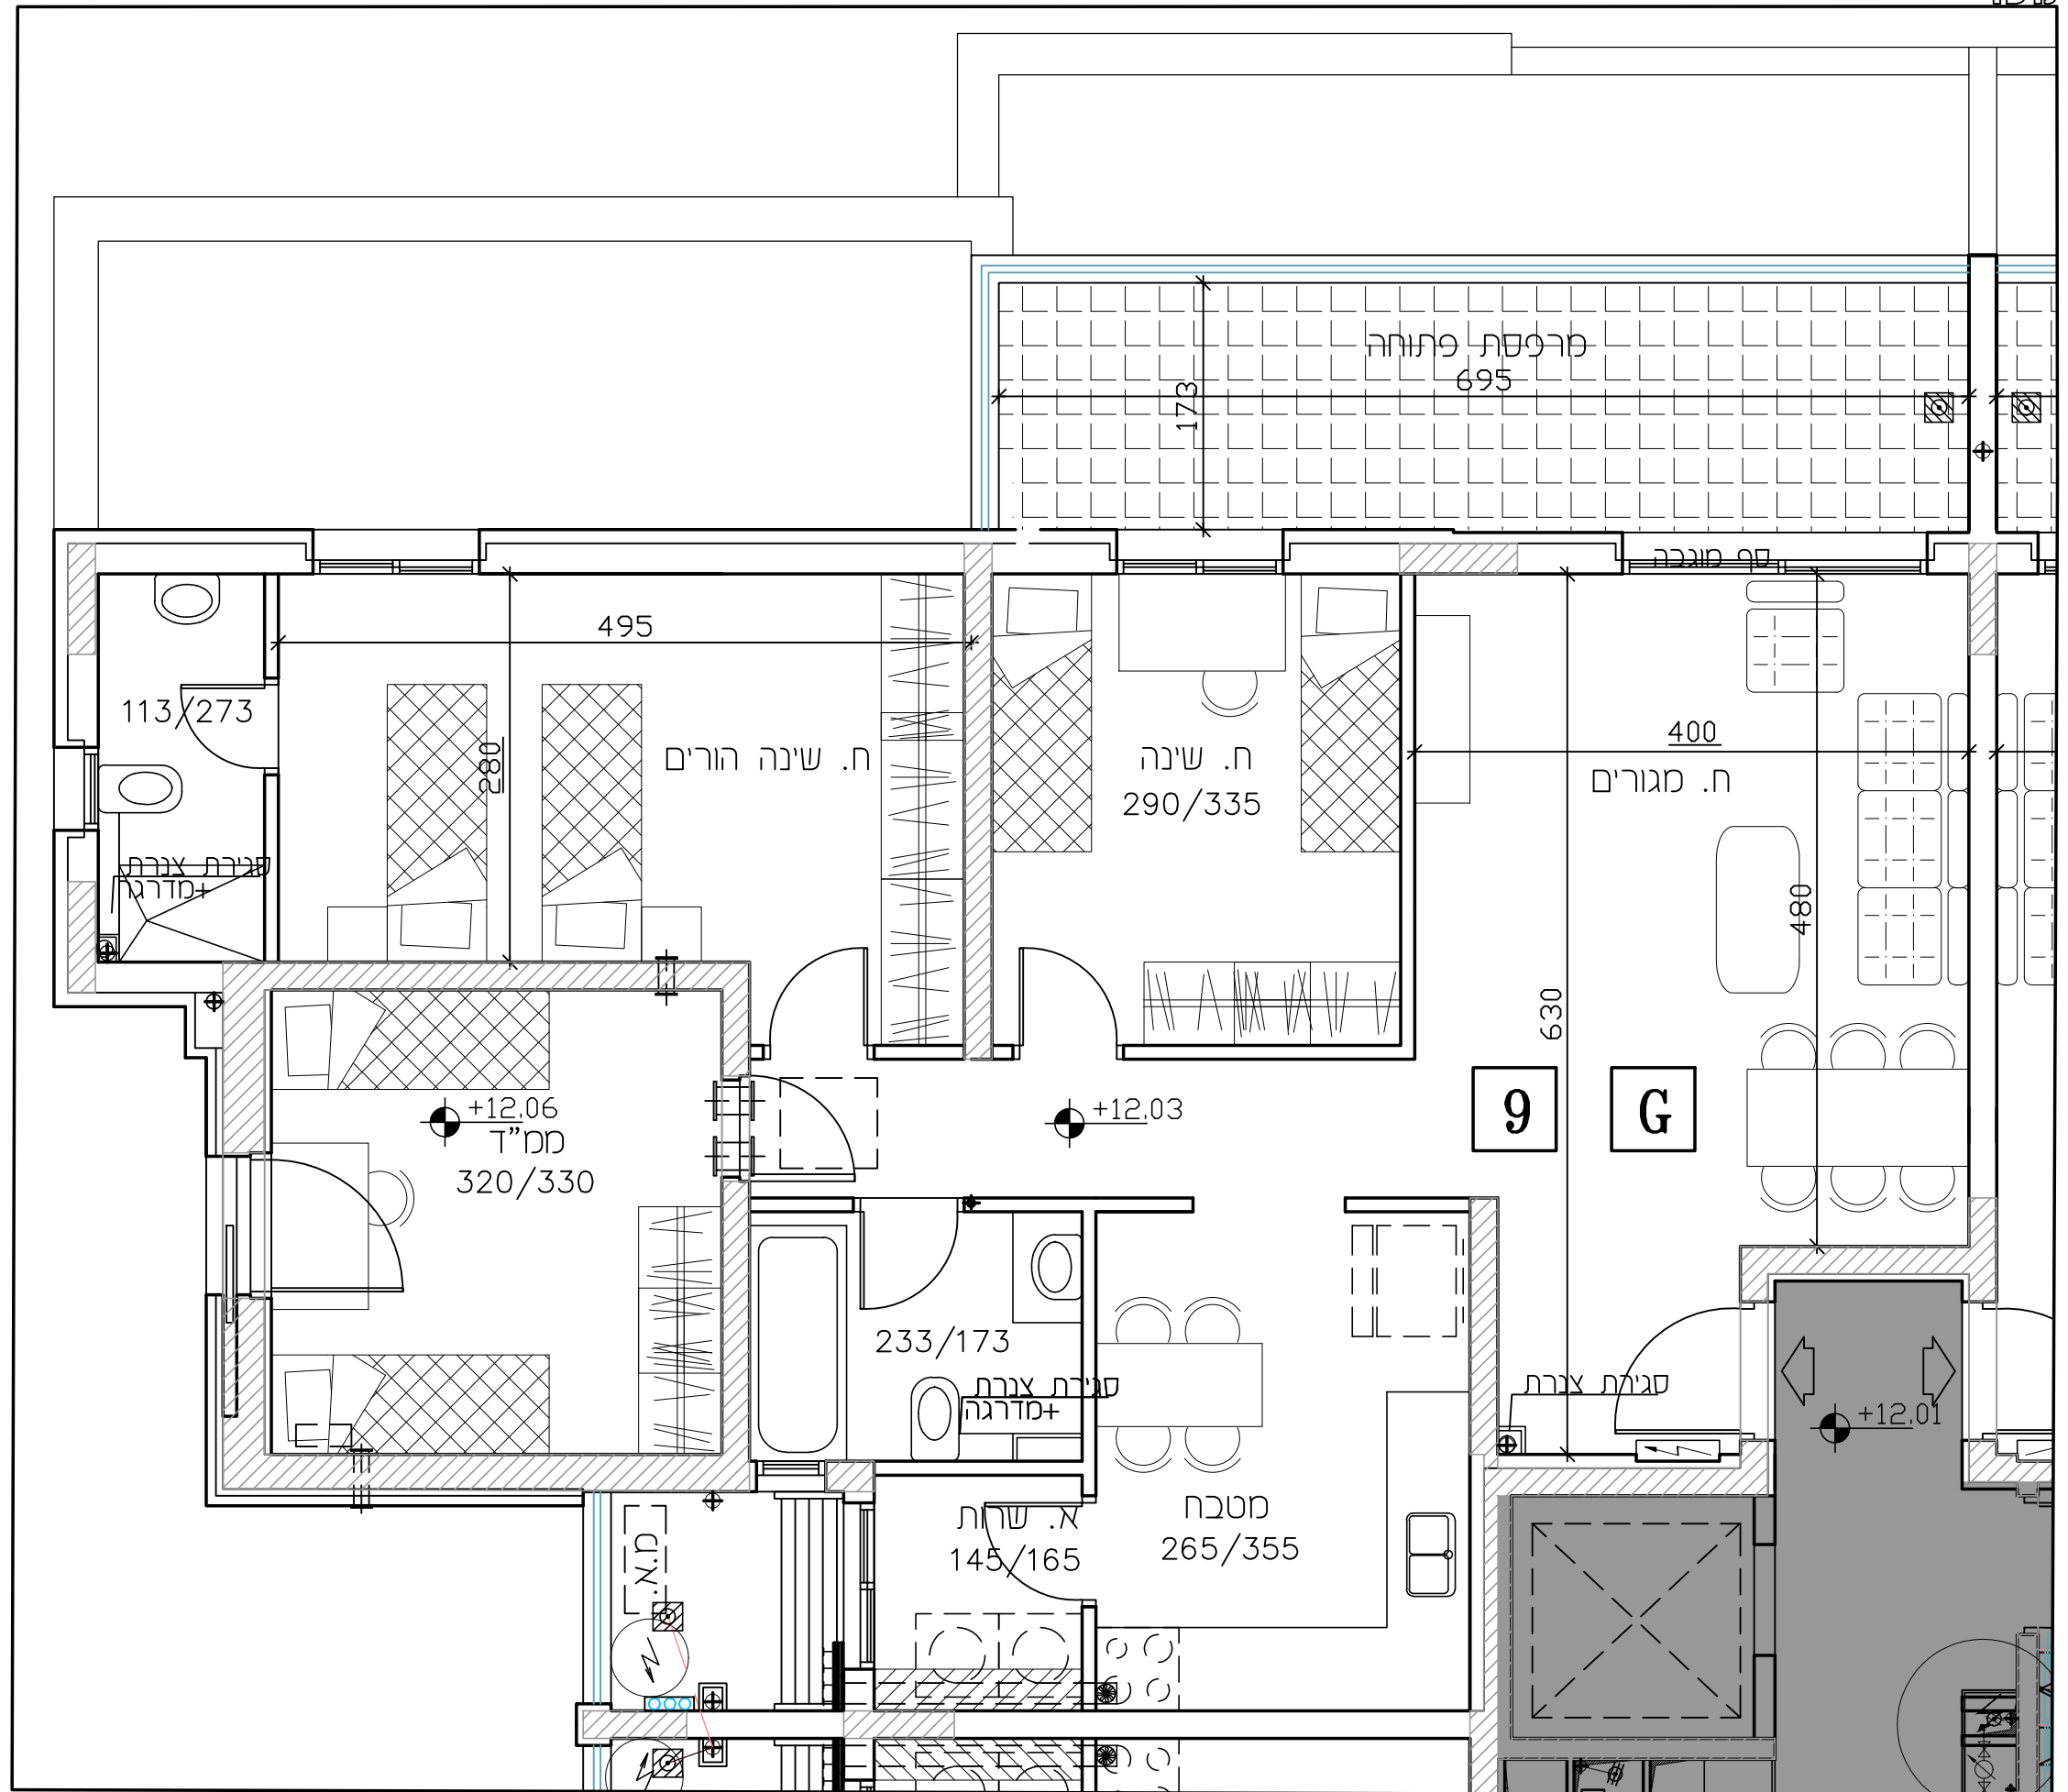 מרפסת פתוחה
695
173
סף מוגבה
495
113/273
280
ח. שינה הורים
ח. שינה
290/335
400
ח. מגורים
480
סגירת צנרת
+מדרגה
630
9
G
+12.06
ממ"ד
320/330
+12.03
233/173
סגירת צנרת
+מדרגה
סגירת צנרת
+12.01
א. שרות
145/165
מטבח
265/355
מ.א.